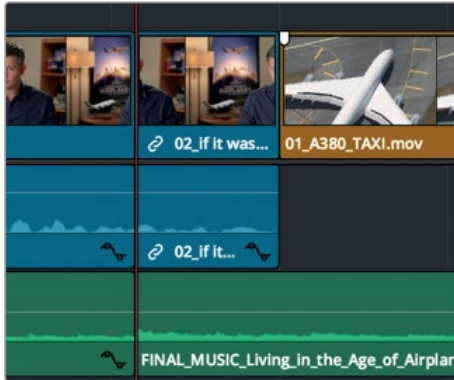 02_if it was...
01_A380_TAXI.mov
02_if it...
FINAL_MUSIC_Living_in_the_Age_of_Airplan